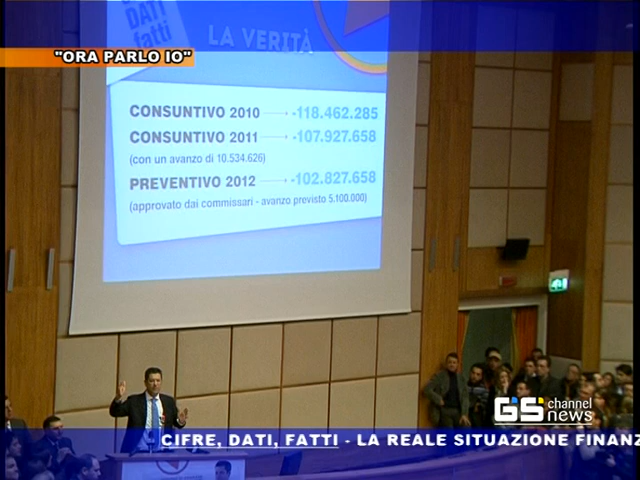 DATI
fatti
LA VERITÀ
"ORA PARLO IO"
CONSUNTIVO 2010 -118.462.285
CONSUNTIVO 2011 -107.927.658
(con un avanzo di 10.534.626)
PREVENTIVO 2012 -102.827.658
(approvato dai commissari - avanzo previsto 5.100.000)
GS channel
news
CIFRE, DATI, FATTI - LA REALE SITUAZIONE FINANZ